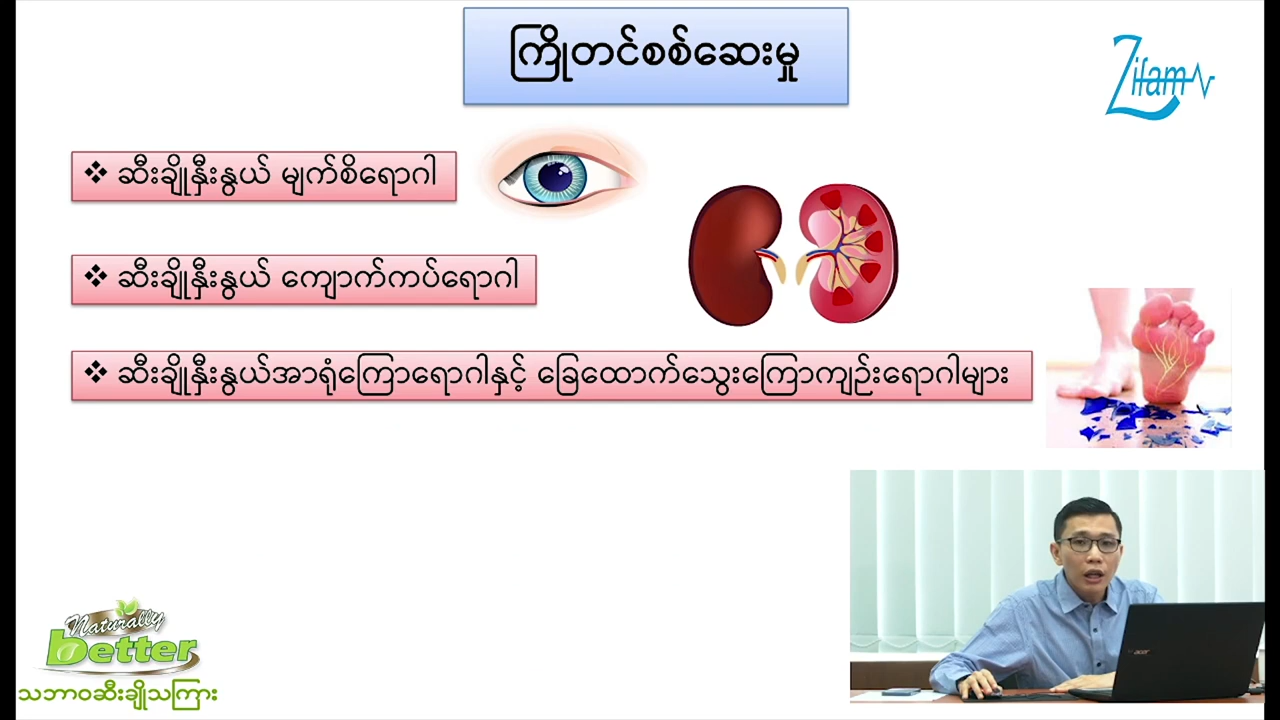 ကြိုတင်စစ်ဆေးမှု
Zifam
❖ ဆီးချိုနှီးနွယ် မျက်စိရောဂါ
❖ ဆီးချိုနှီးနွယ် ကျောက်ကပ်ရောဂါ
❖ ဆီးချိုနှီးနွယ်အာရုံကြောရောဂါနှင့် ခြေထောက်သွေးကြောကျဉ်းရောဂါများ
acer
Naturally
better
သဘာဝဆီးချိုသကြား